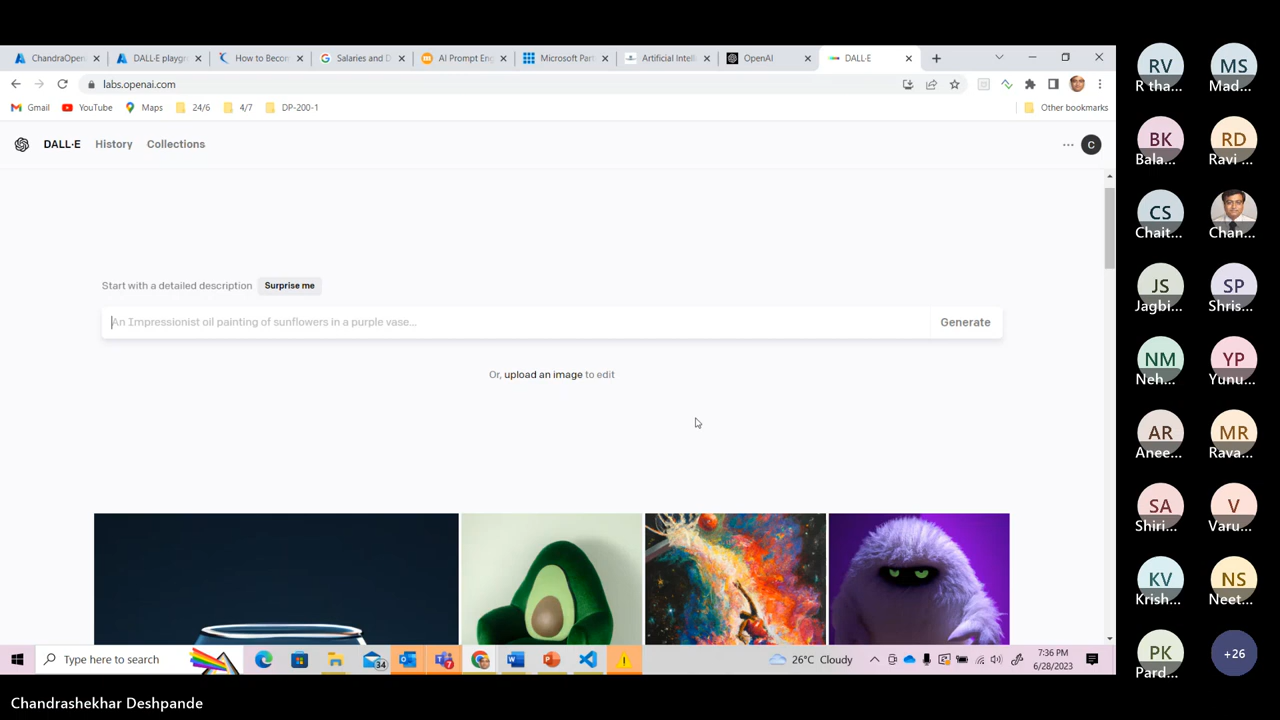 ChandraOpen
DALL·E playgr
How to Becon
Salaries and D
AI Prompt Eng
Microsoft Part
Artificial Intelli
OpenAI
DALL·E
labs.openai.com
Gmail
YouTube
Maps
24/6
4/7
DP-200-1
Other bookmarks
DALL·E
History
Collections
C
Start with a detailed description
Surprise me
An Impressionist oil painting of sunflowers in a purple vase...
Generate
Or, upload an image to edit
Type here to search
34
7
26°C Cloudy
7:36 PM
6/28/2023
RV
R tha...
MS
Mad...
BK
Bala...
RD
Ravi ...
CS
Chait...
Chan...
JS
Jagbi...
SP
Shris...
NM
Neh...
YP
Yunu...
AR
Anee...
MR
Rava...
SA
Shiri...
V
Varu...
KV
Krish...
NS
Neet...
PK
Pard...
+26
Chandrashekhar Deshpande